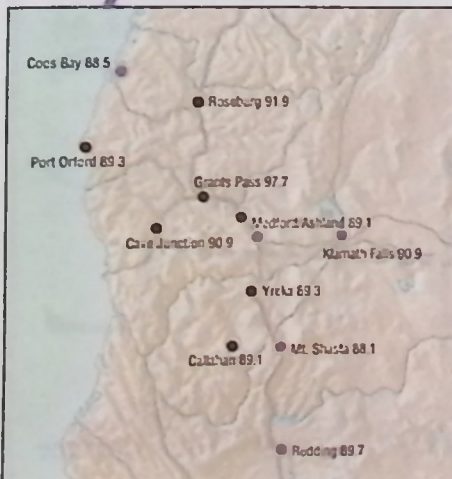 Coos Bay 88.5
Roseburg 91.9
Port Orford 89.3
Grants Pass 97.7
Medford/Ashland 89.1
Cave Junction 90.9
Klamath Falls 90.9
Yreka 89.3
Callahan 89.1
Mt. Shasta 88.1
Redding 89.7